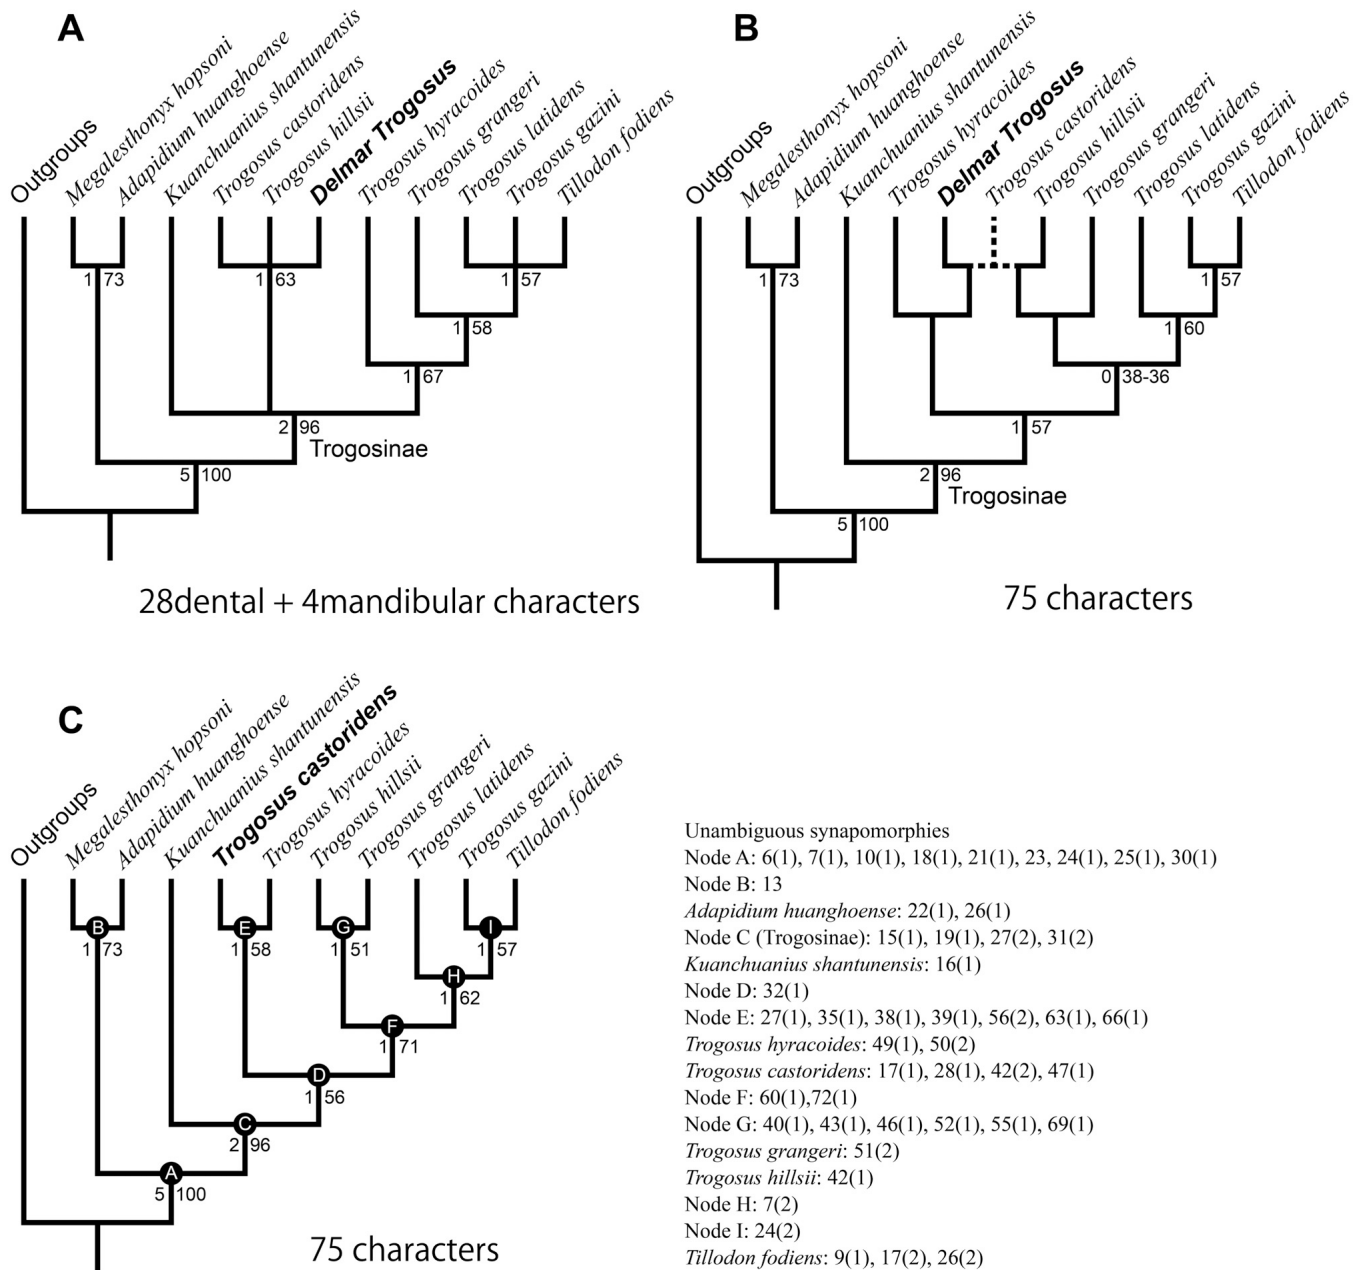 A
Outgroups
Megalesthonyx hopsoni
Adapidium huanghoense
Kuanchuanius shantunensis
Trogosus castoridens
Trogosus hillsii
Delmar Trogosus
Trogosus hyracoides
Trogosus grangeri
Trogosus latidens
Trogosus gazini
Tillodon fodiens
1 73
1 63
1 57
1 58
1 67
2 96
Trogosinae
5 100
28dental + 4mandibular characters
B
Outgroups
Megalesthonyx hopsoni
Adapidium huanghoense
Kuanchuanius shantunensis
Trogosus hyracoides
Delmar Trogosus
Trogosus castoridens
Trogosus hillsii
Trogosus grangeri
Trogosus latidens
Trogosus gazini
Tillodon fodiens
1 73
1 57
1 60
0 38-36
1 57
2 96
Trogosinae
5 100
75 characters
C
Outgroups
Megalesthonyx hopsoni
Adapidium huanghoense
Kuanchuanius shantunensis
Trogosus castoridens
Trogosus hyracoides
Trogosus hillsii
Trogosus grangeri
Trogosus latidens
Trogosus gazini
Tillodon fodiens
B
1 73
E
1 58
G
1 51
I
1 57
H
1 62
F
1 71
D
1 56
C
2 96
A
5 100
75 characters
Unambiguous synapomorphies
Node A: 6(1), 7(1), 10(1), 18(1), 21(1), 23, 24(1), 25(1), 30(1)
Node B: 13
Adapidium huanghoense: 22(1), 26(1)
Node C (Trogosinae): 15(1), 19(1), 27(2), 31(2)
Kuanchuanius shantunensis: 16(1)
Node D: 32(1)
Node E: 27(1), 35(1), 38(1), 39(1), 56(2), 63(1), 66(1)
Trogosus hyracoides: 49(1), 50(2)
Trogosus castoridens: 17(1), 28(1), 42(2), 47(1)
Node F: 60(1),72(1)
Node G: 40(1), 43(1), 46(1), 52(1), 55(1), 69(1)
Trogosus grangeri: 51(2)
Trogosus hillsii: 42(1)
Node H: 7(2)
Node I: 24(2)
Tillodon fodiens: 9(1), 17(2), 26(2)